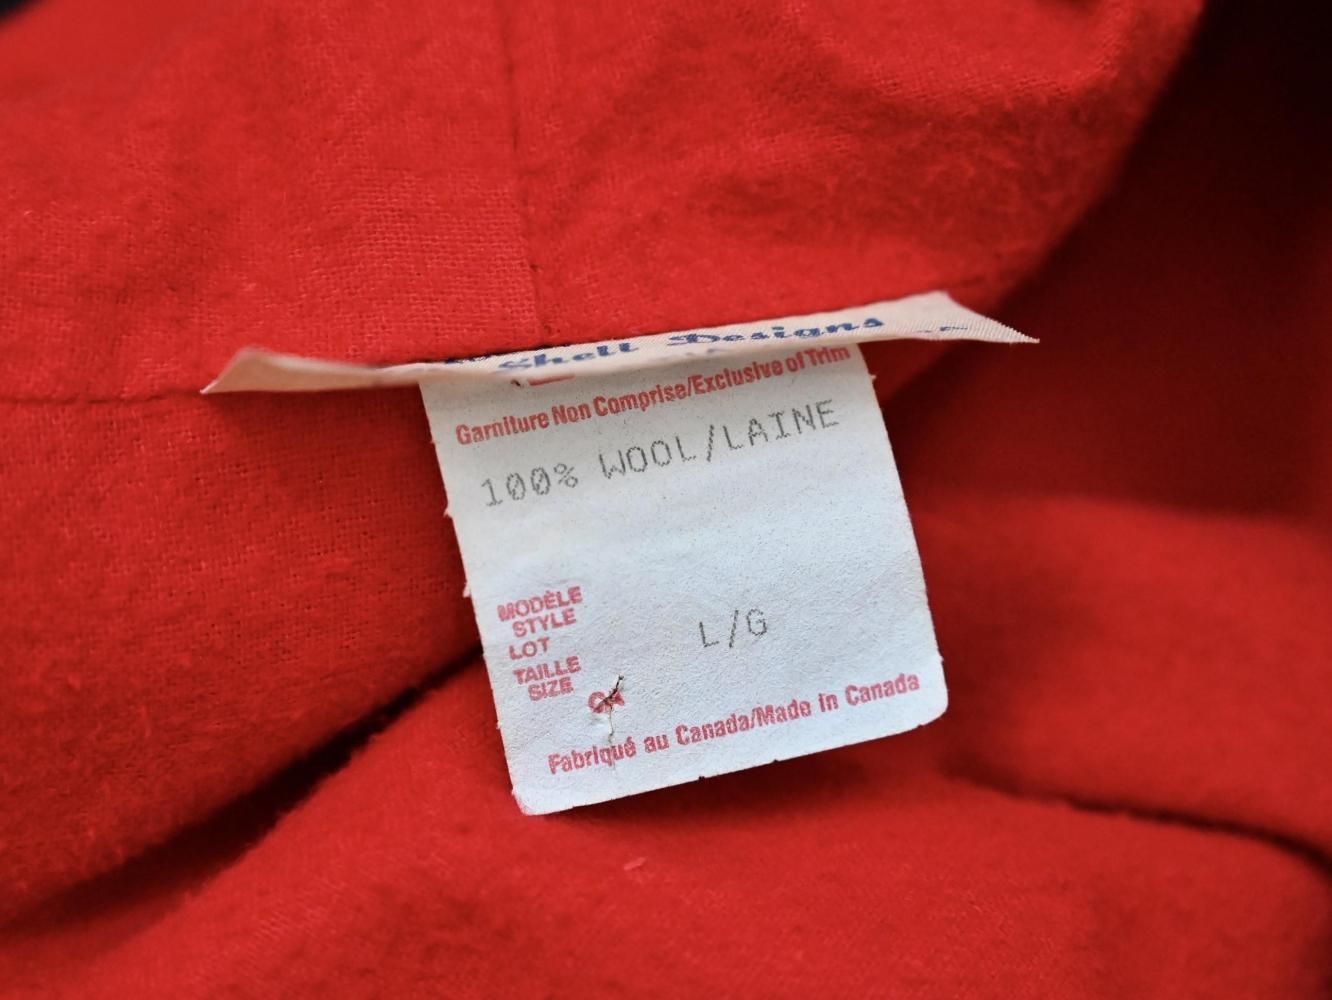 Shell Designs
Garniture Non Comprise/Exclusive of Trim
100% WOOL/LAINE
MODÈLE
STYLE
LOT
TAILLE
SIZE
L/G
CA
Fabriqué au Canada/Made in Canada